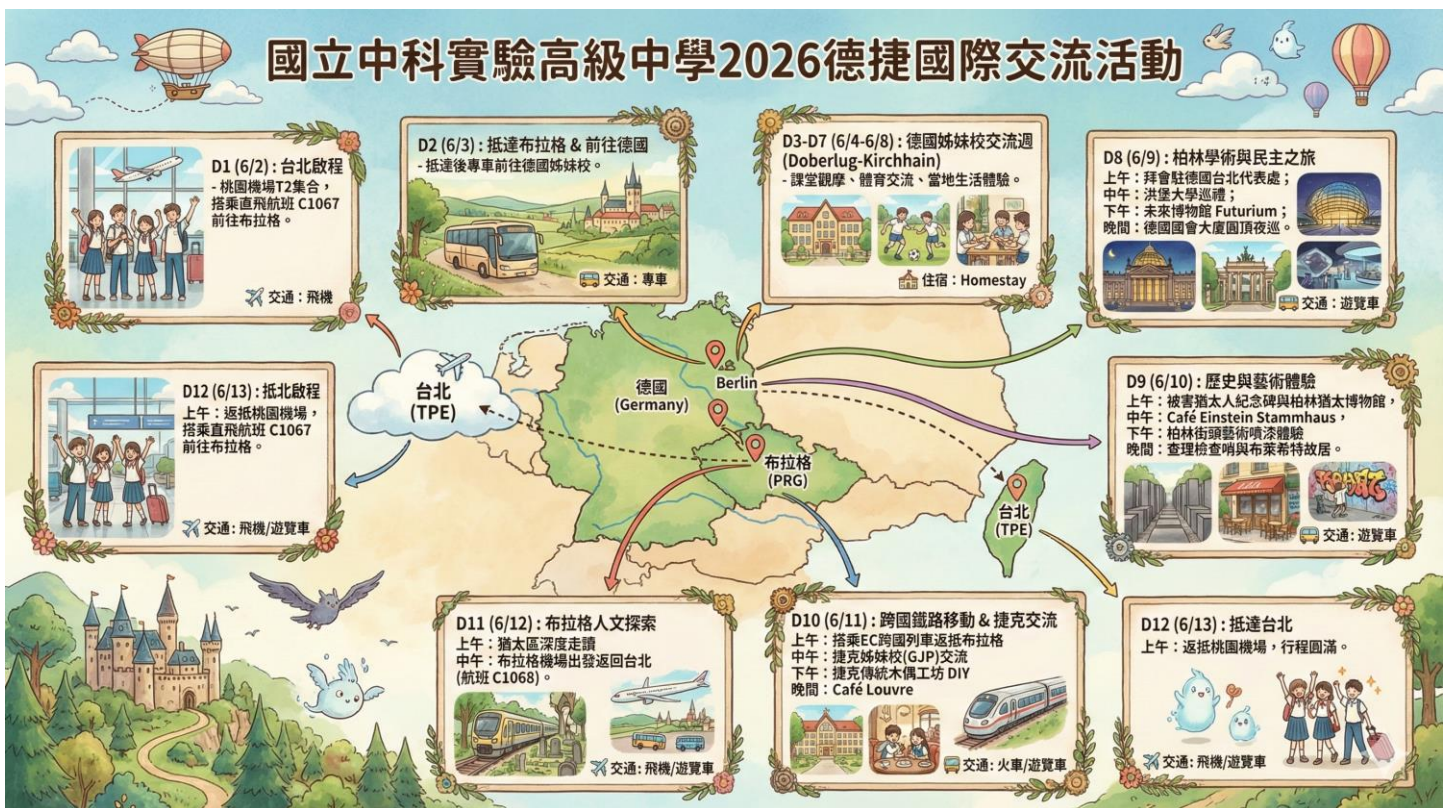 國立中科實驗高級中學2026德捷國際交流活動
D1 (6/2)：台北啟程
- 桃園機場T2集合，
搭乘直飛航班 C1067
前往布拉格。
交通：飛機
D2 (6/3)：抵達布拉格 & 前往德國
- 抵達後專車前往德國姊妹校。
交通：專車
D3-D7 (6/4-6/8)：德國姊妹校交流週
(Doberlug-Kirchhain)
- 課堂觀摩、體育交流、當地生活體驗。
住宿：Homestay
D8 (6/9)：柏林學術與民主之旅
上午：拜會駐德國台北代表處；
中午：洪堡大學巡禮；
下午：未來博物館 Futurium；
晚間：德國國會大廈圓頂夜巡。
交通：遊覽車
D12 (6/13)：抵北啟程
上午：返抵桃園機場，
搭乘直飛航班 C1067
前往布拉格。
交通：飛機/遊覽車
台北
(TPE)
德國
(Germany)
Berlin
布拉格
(PRG)
台北
(TPE)
D9 (6/10)：歷史與藝術體驗
上午：被害猶太人紀念碑與柏林猶太博物館，
中午：Café Einstein Stammhaus，
下午：柏林街頭藝術噴漆體驗
晚間：查理檢查哨與布萊希特故居。
交通：遊覽車
D11 (6/12)：布拉格人文探索
上午：猶太區深度走讀
中午：布拉格機場出發返回台北
(航班 C1068)。
交通：飛機/遊覽車
D10 (6/11)：跨國鐵路移動 & 捷克交流
上午：搭乘EC跨國列車返抵布拉格
中午：捷克姊妹校(GJP)交流
下午：捷克傳統木偶工坊 DIY
晚間：Café Louvre
交通：火車/遊覽車
D12 (6/13)：抵達台北
上午：返抵桃園機場，行程圓滿。
交通：飛機/遊覽車